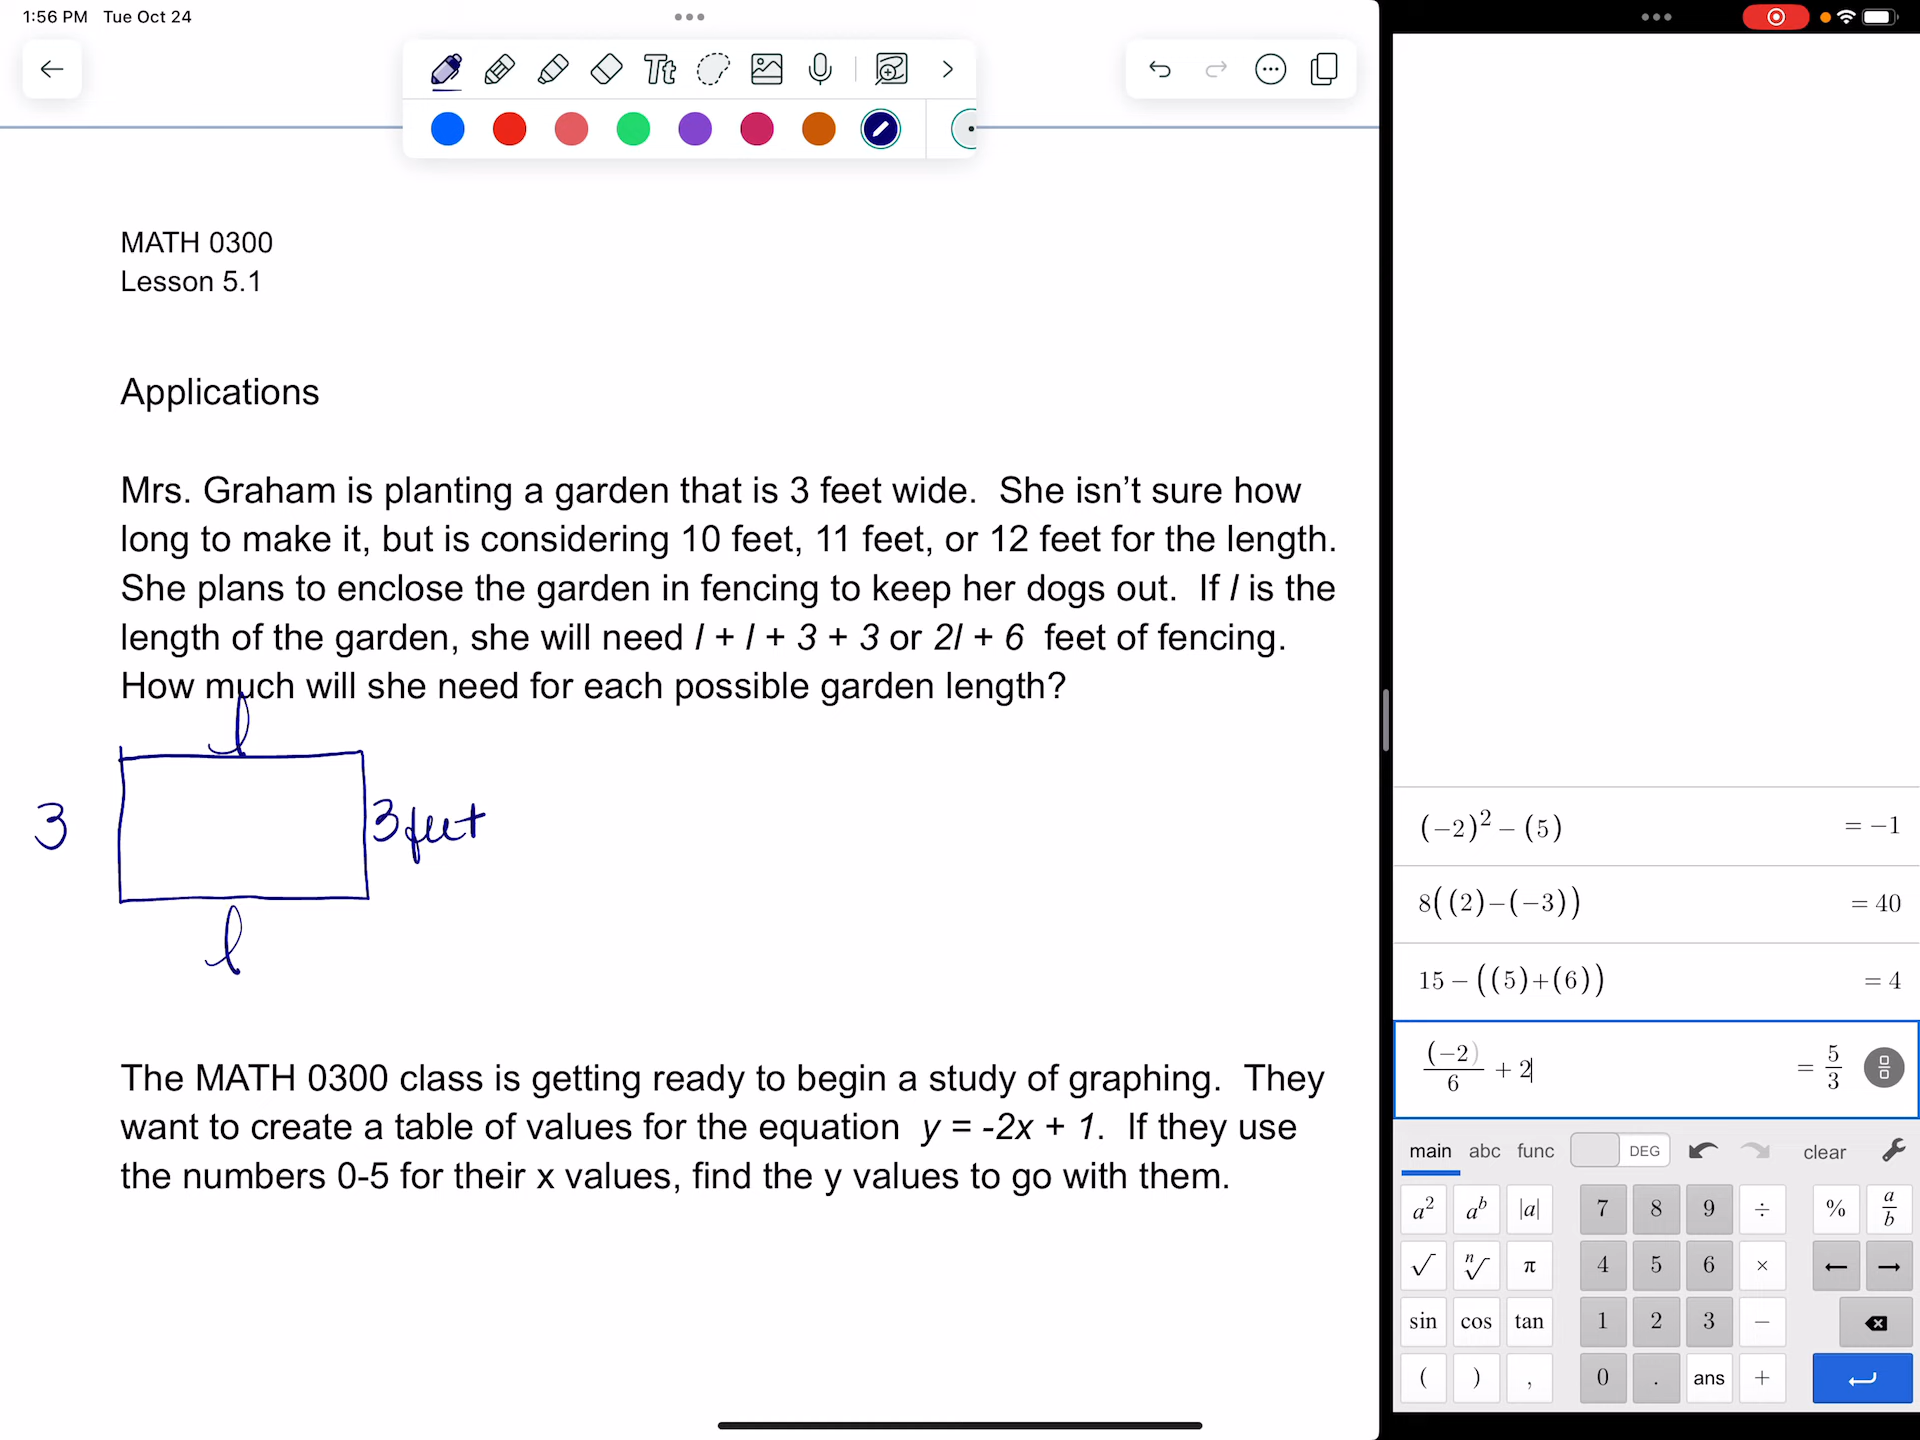 1:56 PM Tue Oct 24
Tt
MATH 0300
Lesson 5.1
Applications
Mrs. Graham is planting a garden that is 3 feet wide. She isn’t sure how
long to make it, but is considering 10 feet, 11 feet, or 12 feet for the length.
She plans to enclose the garden in fencing to keep her dogs out. If l is the
length of the garden, she will need l + l + 3 + 3 or 2l + 6 feet of fencing.
How much will she need for each possible garden length?
l
3 3 feet
l
The MATH 0300 class is getting ready to begin a study of graphing. They
want to create a table of values for the equation y = -2x + 1. If they use
the numbers 0-5 for their x values, find the y values to go with them.
(−2)² − (5) = −1
8((2)−(−3)) = 40
15 − ((5)+(6)) = 4
(−2)/6 + 2 = 5/3
main abc func DEG clear
a² aᵇ |a| 7 8 9 ÷ % a/b
√ ⁿ√ π 4 5 6 × ← →
sin cos tan 1 2 3 −
( ) , 0 . ans +